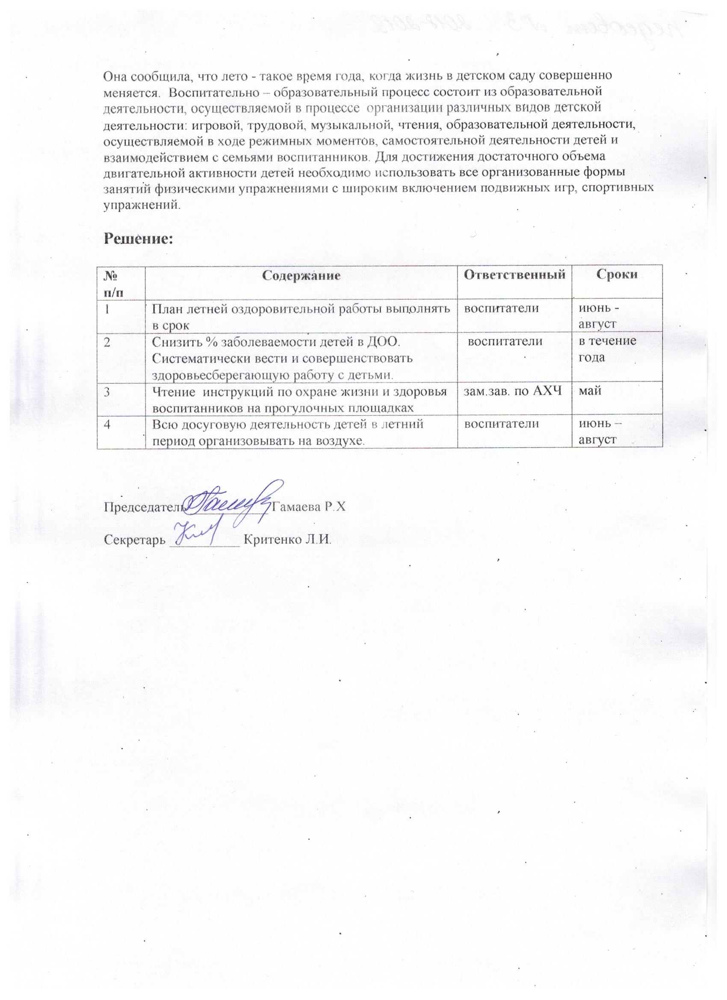 Она сообщила, что лето - такое время года, когда жизнь в детском саду совершенно
меняется.  Воспитательно – образовательный процесс состоит из образовательной
деятельности, осуществляемой в процессе  организации различных видов детской
деятельности: игровой, трудовой, музыкальной, чтения, образовательной деятельности,
осуществляемой в ходе режимных моментов, самостоятельной деятельности детей и
взаимодействием с семьями воспитанников. Для достижения достаточного объема
двигательной активности детей необходимо использовать все организованные формы
занятий физическими упражнениями с широким включением подвижных игр, спортивных
упражнений.
Решение:
№ Содержание Ответственный Сроки
п/п
1 План летней оздоровительной работы выполнять воспитатели июнь -
в срок август
2 Снизить % заболеваемости детей в ДОО. воспитатели в течение
Систематически вести и совершенствовать года
здоровьесберегающую работу с детьми.
3 Чтение  инструкций по охране жизни и здоровья зам.зав. по АХЧ май
воспитанников на прогулочных площадках
4 Всю досуговую деятельность детей в летний воспитатели июнь –
период организовывать на воздухе. август
Председатель Гамаева Р.Х
Секретарь ___________ Критенко Л.И.